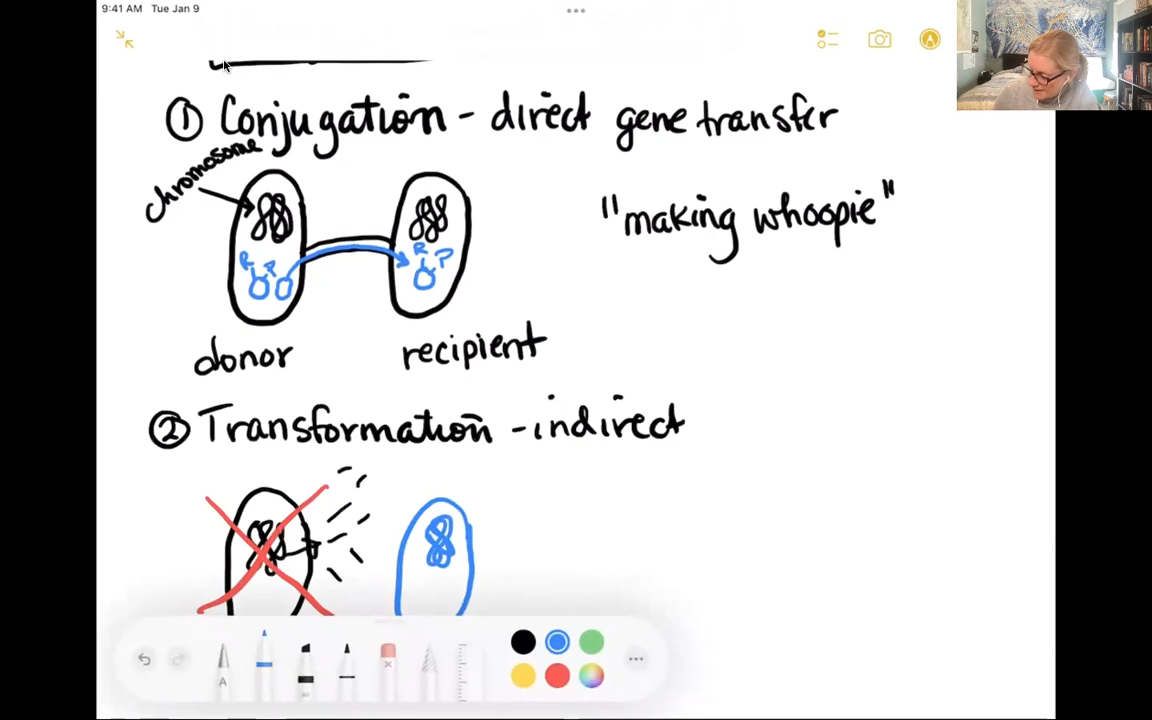 9:41 AM Tue Jan 9
① Conjugation - direct gene transfer
chromosome
"making whoopie"
R R
R P
donor recipient
② Transformation - indirect
A